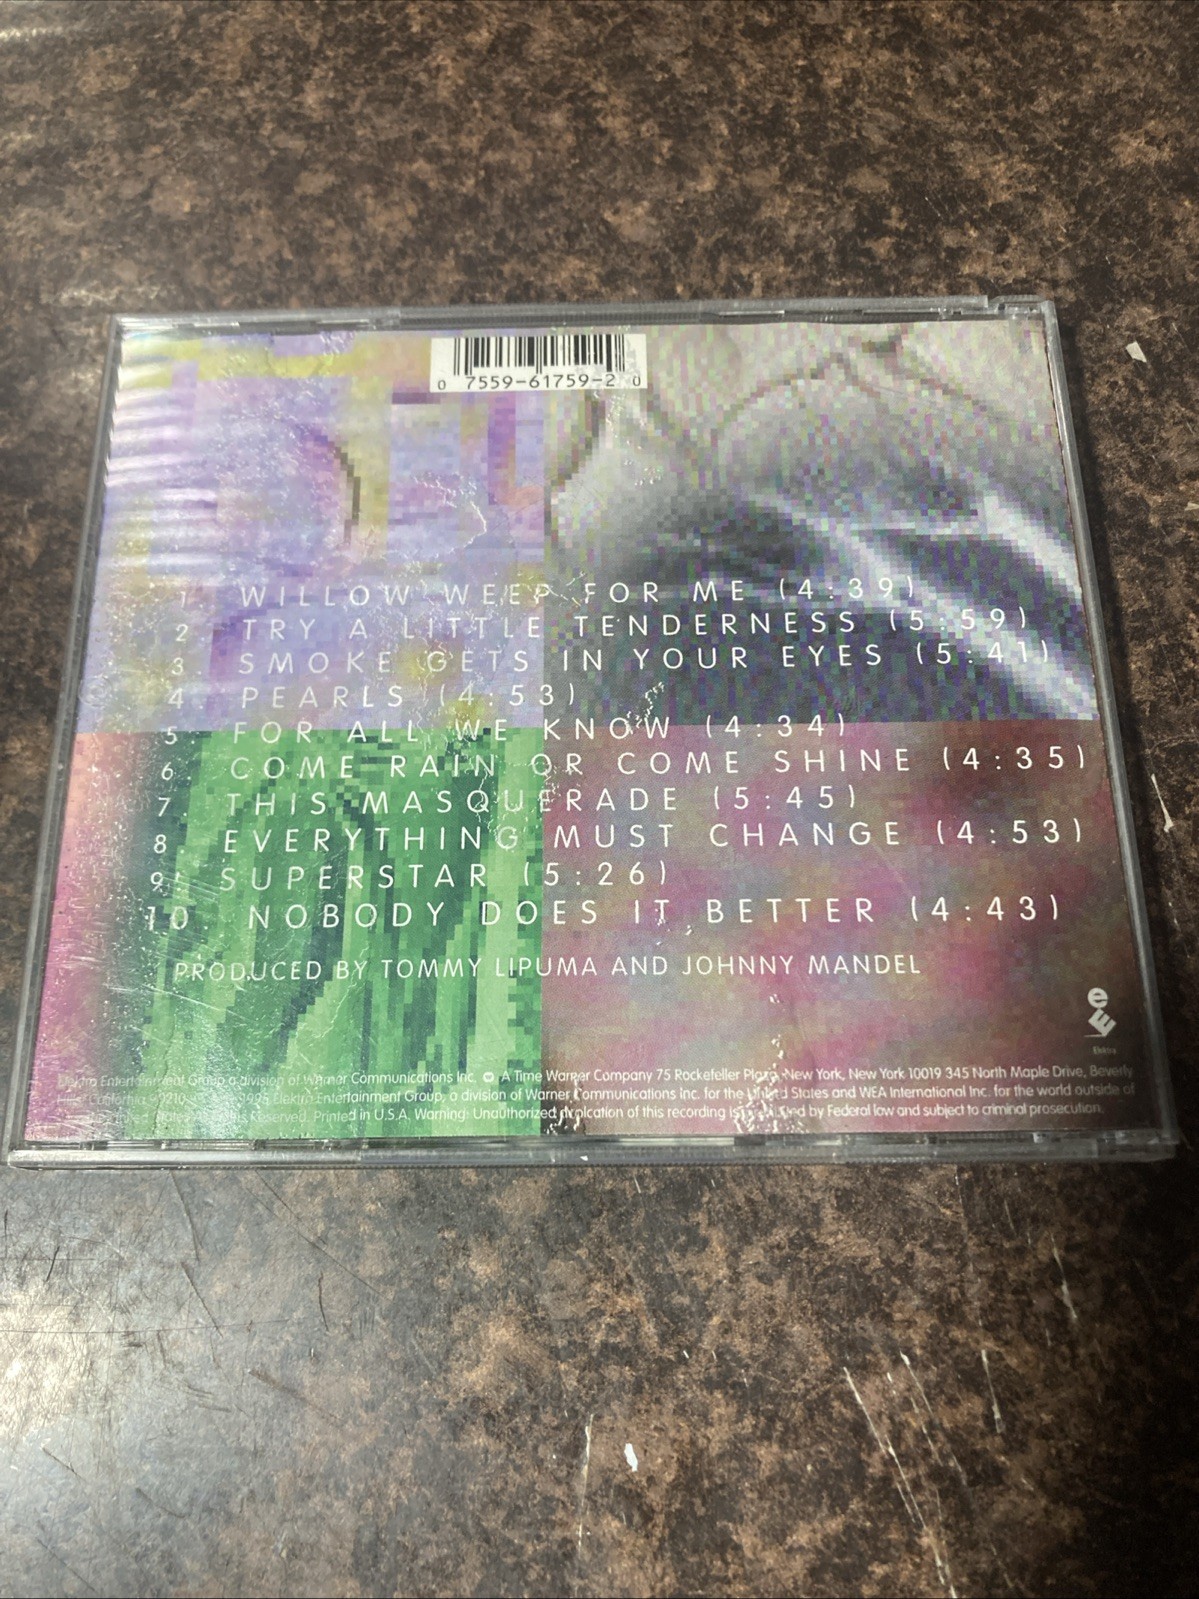 0 7559-61759-2 0
1. WILLOW WEEP FOR ME (4:39)
2. TRY A LITTLE TENDERNESS (5:59)
3. SMOKE GETS IN YOUR EYES (5:41)
4. PEARLS (4:53)
5. FOR ALL WE KNOW (4:34)
6. COME RAIN OR COME SHINE (4:35)
7. THIS MASQUERADE (5:45)
8. EVERYTHING MUST CHANGE (4:53)
9. SUPERSTAR (5:26)
10. NOBODY DOES IT BETTER (4:43)
PRODUCED BY TOMMY LIPUMA AND JOHNNY MANDEL
Elektra
Elektra Entertainment Group, a division of Warner Communications Inc. A Time Warner Company 75 Rockefeller Plaza, New York, New York 10019 345 North Maple Drive, Beverly
1995 Elektra Entertainment Group, a division of Warner Communications Inc. for the United States and WEA International Inc. for the world outside of
States Rights Reserved. Printed in U.S.A. Warning: Unauthorized duplication of this recording is by Federal law and subject to criminal prosecution.